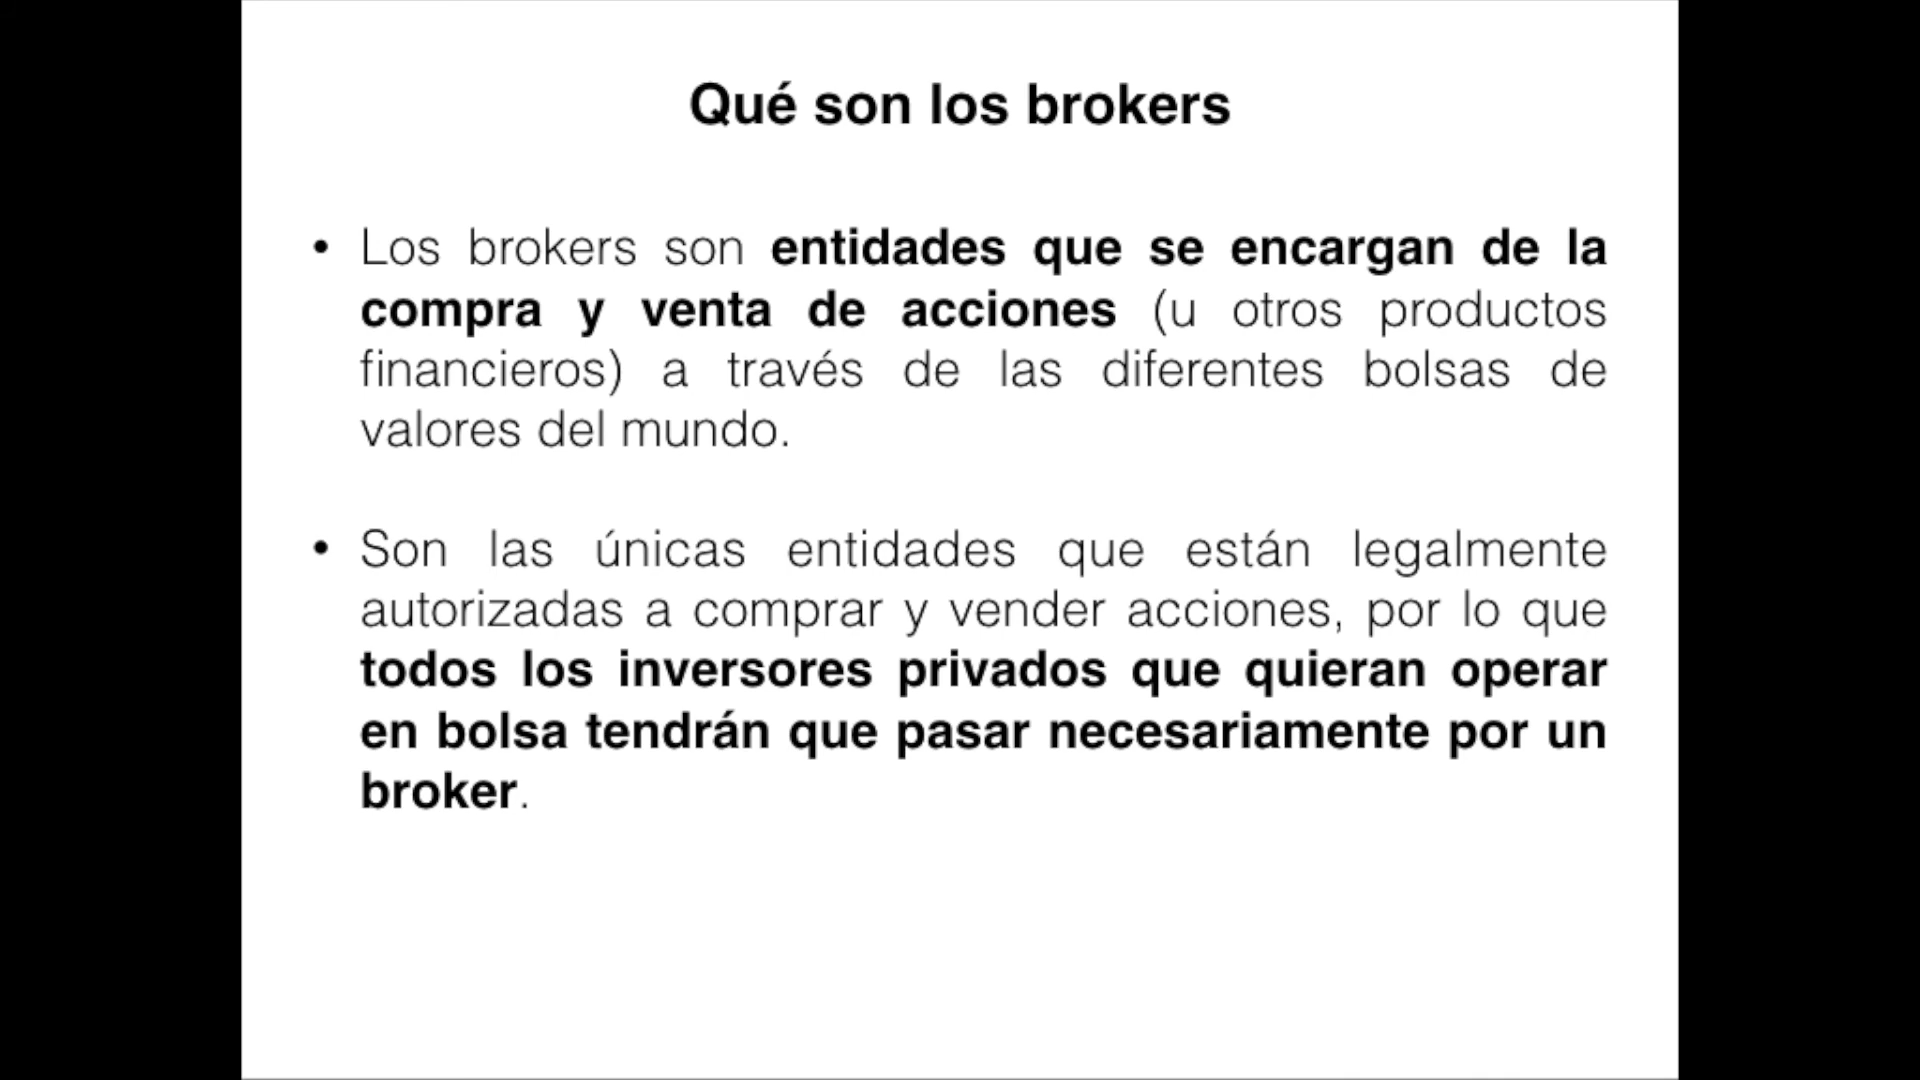 Qué son los brokers
• Los brokers son entidades que se encargan de la
compra y venta de acciones (u otros productos
financieros) a través de las diferentes bolsas de
valores del mundo.
• Son las únicas entidades que están legalmente
autorizadas a comprar y vender acciones, por lo que
todos los inversores privados que quieran operar
en bolsa tendrán que pasar necesariamente por un
broker.